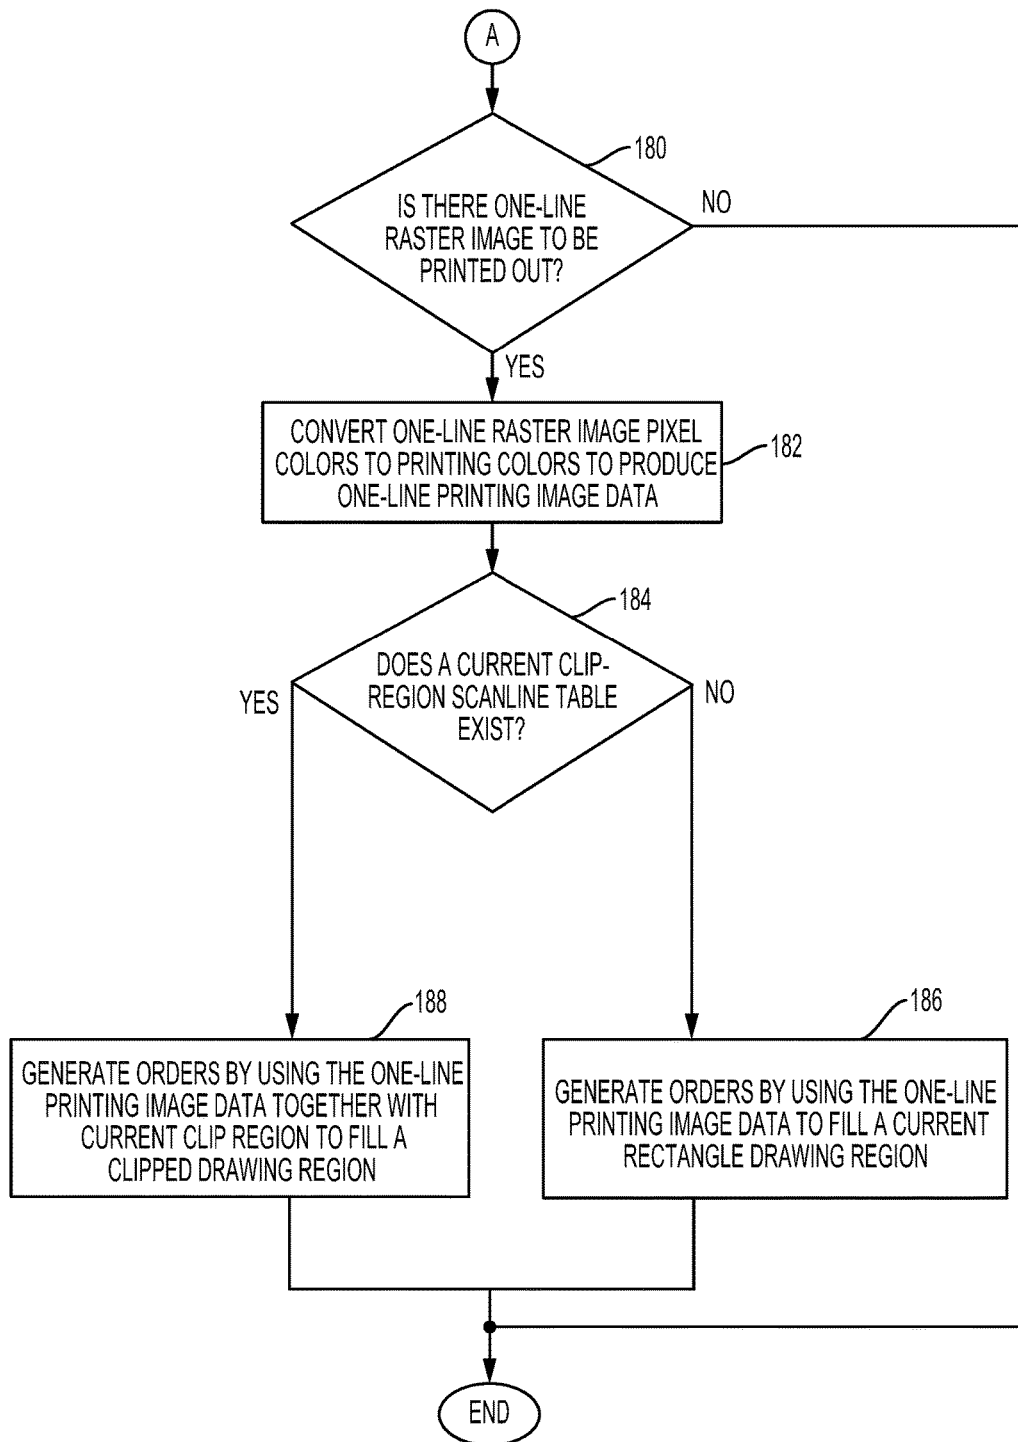 A
180
IS THERE ONE-LINE
RASTER IMAGE TO BE
PRINTED OUT?
NO
YES
CONVERT ONE-LINE RASTER IMAGE PIXEL
COLORS TO PRINTING COLORS TO PRODUCE
ONE-LINE PRINTING IMAGE DATA
182
184
DOES A CURRENT CLIP-
REGION SCANLINE TABLE
EXIST?
YES
NO
188
GENERATE ORDERS BY USING THE ONE-LINE
PRINTING IMAGE DATA TOGETHER WITH
CURRENT CLIP REGION TO FILL A
CLIPPED DRAWING REGION
186
GENERATE ORDERS BY USING THE ONE-LINE
PRINTING IMAGE DATA TO FILL A CURRENT
RECTANGLE DRAWING REGION
END